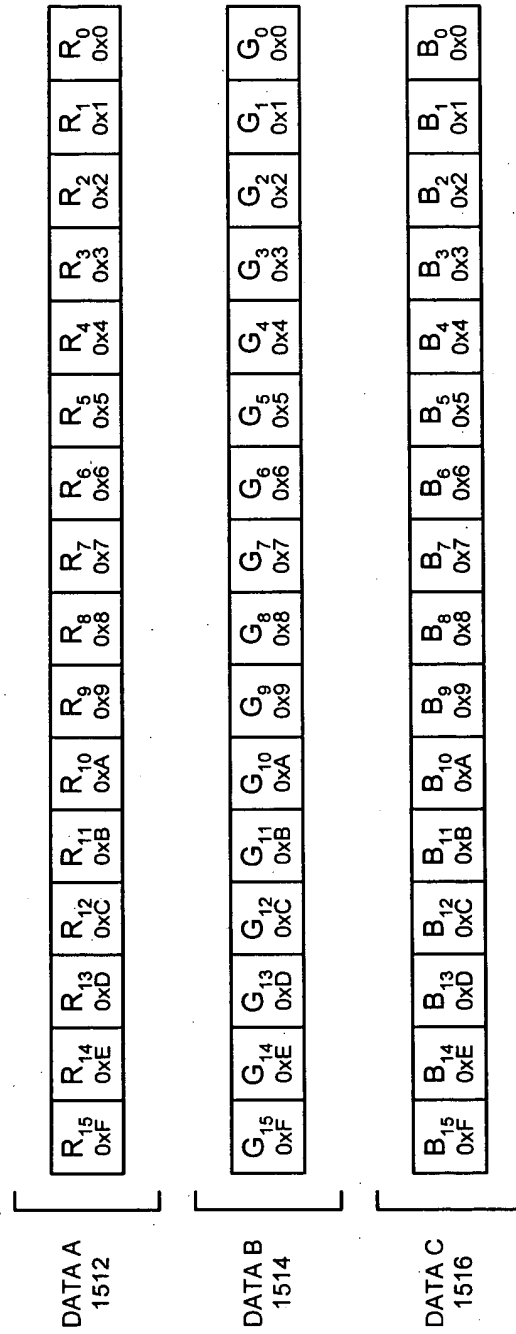 DATA A
1512
R15 R14 R13 R12 R11 R10 R9 R8 R7 R6 R5 R4 R3 R2 R1 R0
0xF 0xE 0xD 0xC 0xB 0xA 0x9 0x8 0x7 0x6 0x5 0x4 0x3 0x2 0x1 0x0
DATA B
1514
G15 G14 G13 G12 G11 G10 G9 G8 G7 G6 G5 G4 G3 G2 G1 G0
0xF 0xE 0xD 0xC 0xB 0xA 0x9 0x8 0x7 0x6 0x5 0x4 0x3 0x2 0x1 0x0
DATA C
1516
B15 B14 B13 B12 B11 B10 B9 B8 B7 B6 B5 B4 B3 B2 B1 B0
0xF 0xE 0xD 0xC 0xB 0xA 0x9 0x8 0x7 0x6 0x5 0x4 0x3 0x2 0x1 0x0